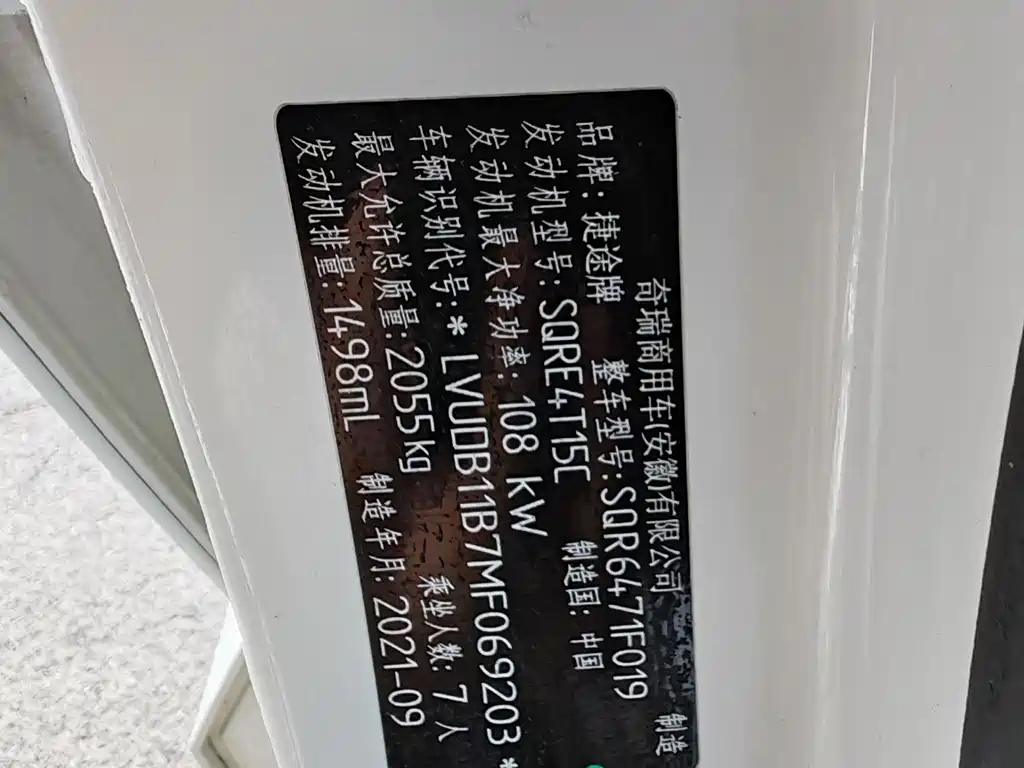 奇瑞商用车(安徽)有限公司 制造
品牌：捷途牌 整车型号：SQR6471F019
发动机型号：SQRE4T15C 制造国：中国
发动机最大净功率：108 kW
车辆识别代号：*LVUDB11B7MF069203*
最大允许总质量：2055kg 乘坐人数：7人
发动机排量：1498mL 制造年月：2021-09